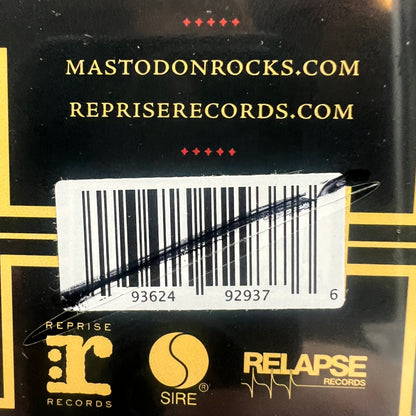 MASTODONROCKS.COM
REPRISERECORDS.COM
93624 92937 6
REPRISE
r
RECORDS
S
SIRE®
RELAPSE
RECORDS